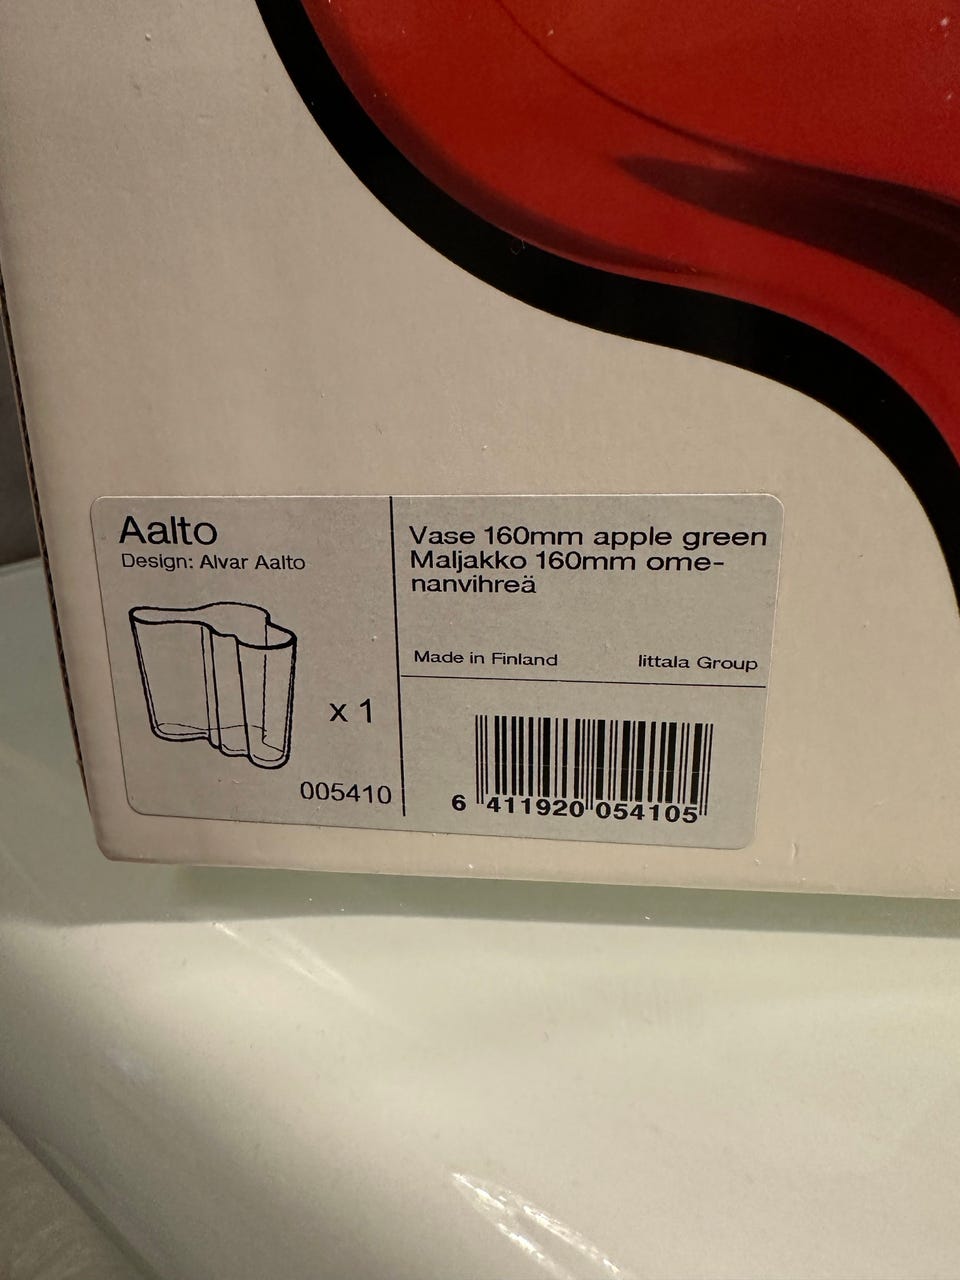 Aalto
Design: Alvar Aalto
x 1
005410
Vase 160mm apple green
Maljakko 160mm ome-
nanvihreä
Made in Finland
Iittala Group
6 411920 054105